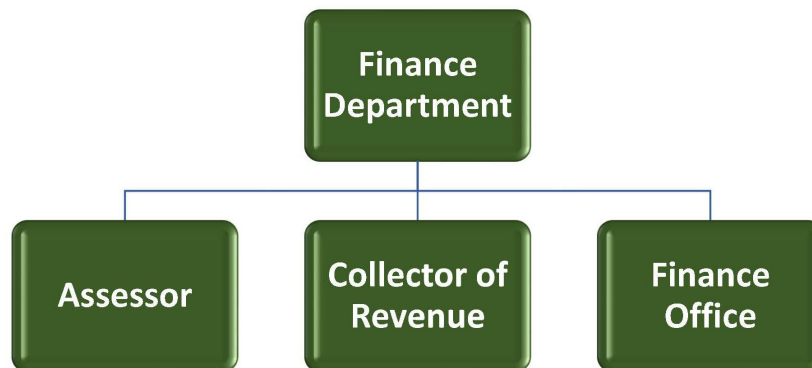 Finance
Department
Assessor
Collector of
Revenue
Finance
Office